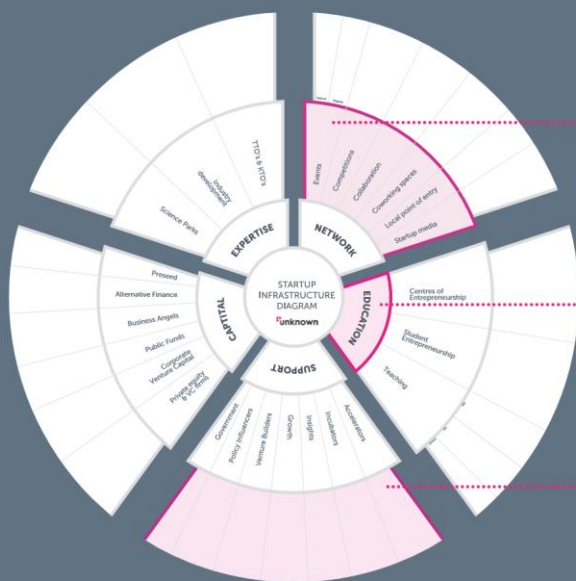 STARTUP
INFRASTRUCTURE
DIAGRAM
unknown
NETWORK
Events
Competitions
Collaboration
Coworking spaces
Local point of entry
Startup media
EDUCATION
Centres of
Entrepreneurship
Student
Entrepreneurship
Teaching
SUPPORT
Accelerators
Incubators
Insights
Growth
Venture Builders
Policy Influencers
Government
CAPTITAL
Private equity
& VC firms
Corporate
Venture Capital
Public Funds
Business Angels
Alternative Finance
Preseed
EXPERTISE
Science Parks
Industry
development
TTO's & KTO's